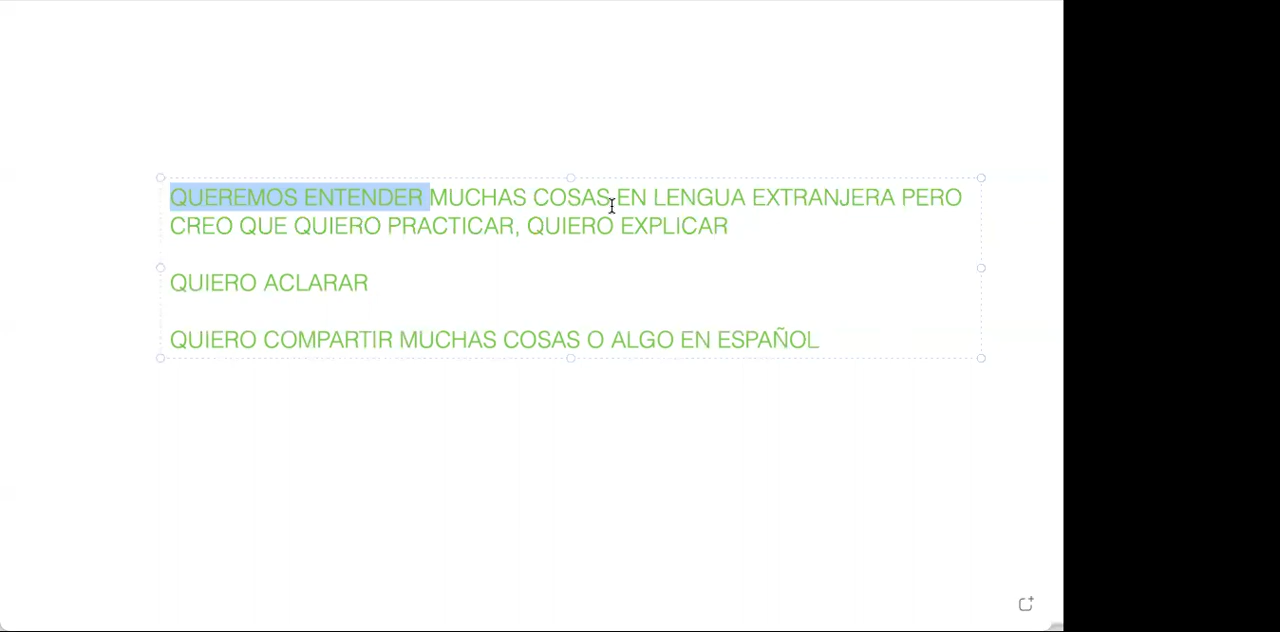 QUEREMOS ENTENDER MUCHAS COSAS EN LENGUA EXTRANJERA PERO
CREO QUE QUIERO PRACTICAR, QUIERO EXPLICAR
QUIERO ACLARAR
QUIERO COMPARTIR MUCHAS COSAS O ALGO EN ESPAÑOL